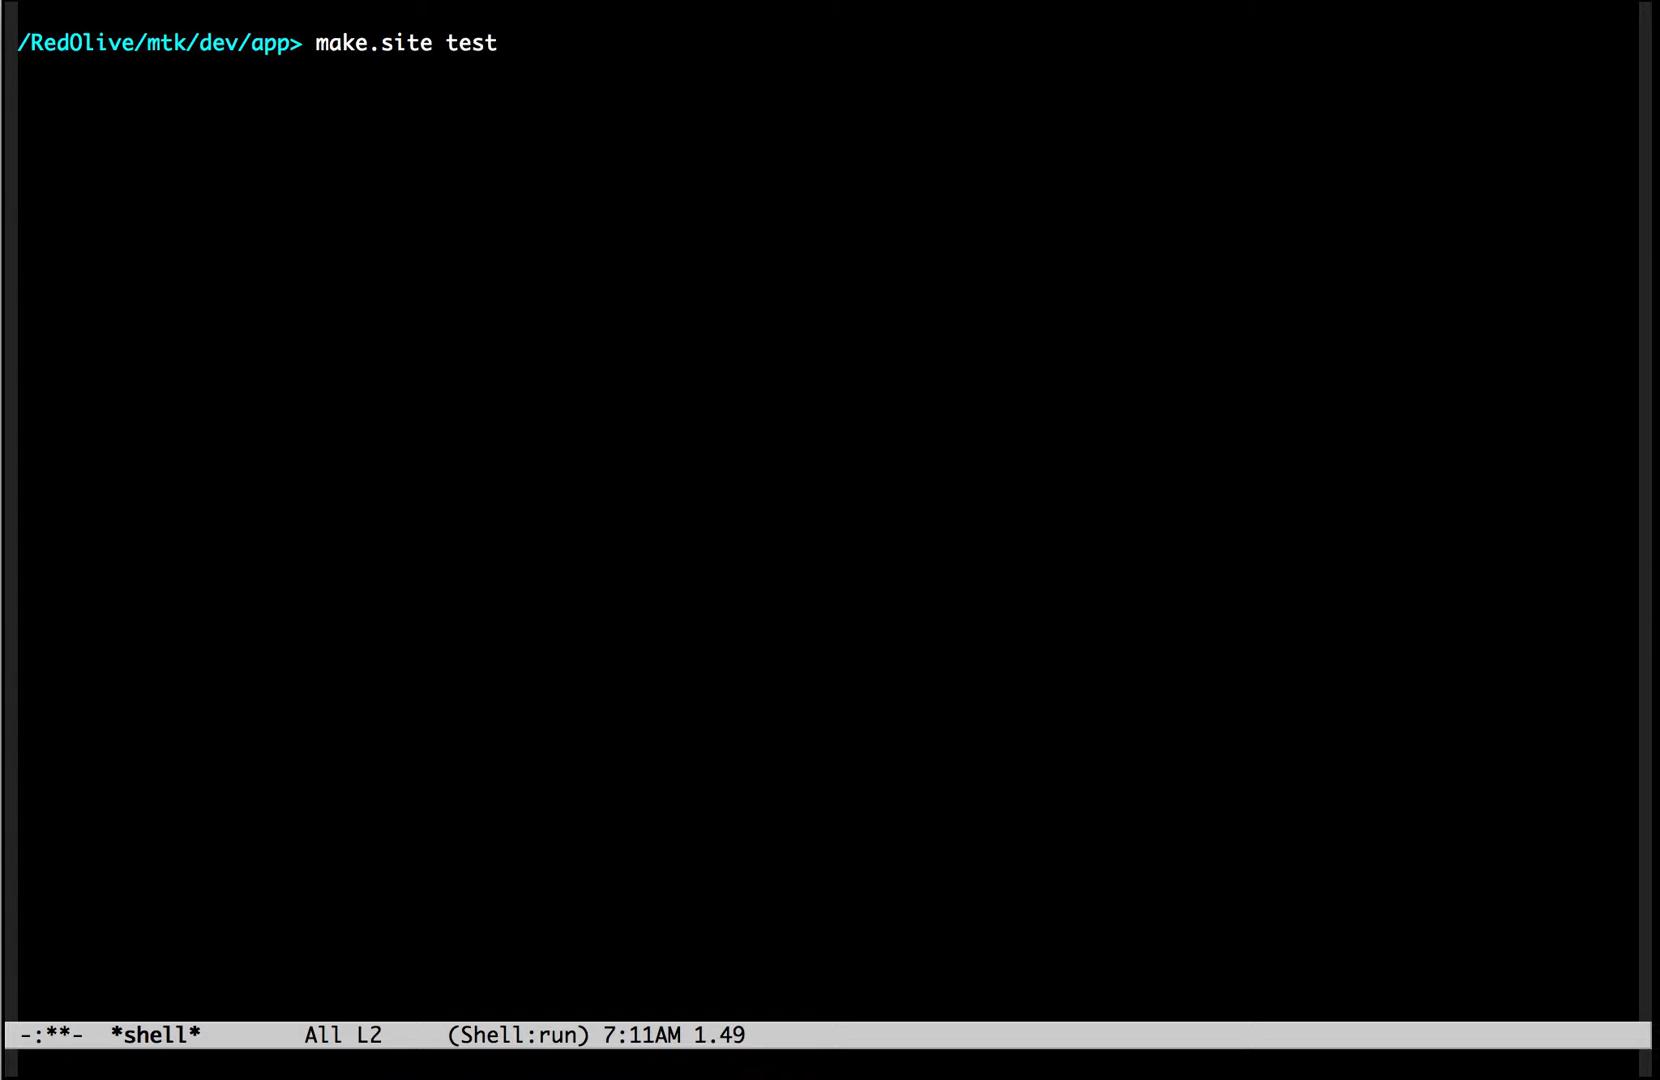 /RedOlive/mtk/dev/app> make.site test
-:**-  *shell*        All L2     (Shell:run) 7:11AM 1.49